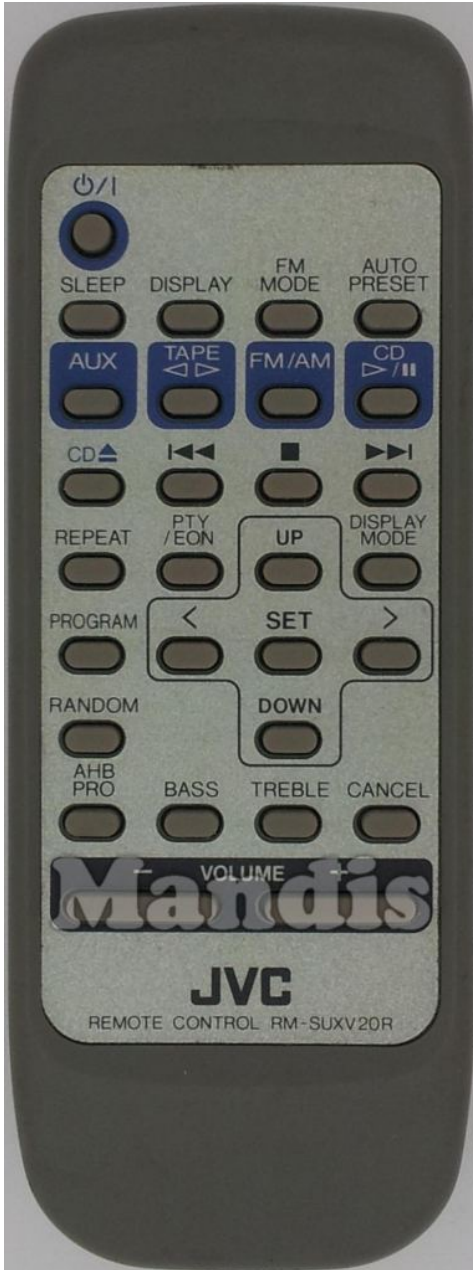 ⏻/I
SLEEP DISPLAY FM MODE AUTO PRESET
AUX TAPE ◁ ▷ FM/AM CD ▷/II
CD⏏ I◀◀ ■ ▶▶I
REPEAT PTY /EON UP DISPLAY MODE
PROGRAM < SET >
RANDOM DOWN
AHB PRO BASS TREBLE CANCEL
− VOLUME +
Mandis
JVC
REMOTE CONTROL RM-SUXV20R